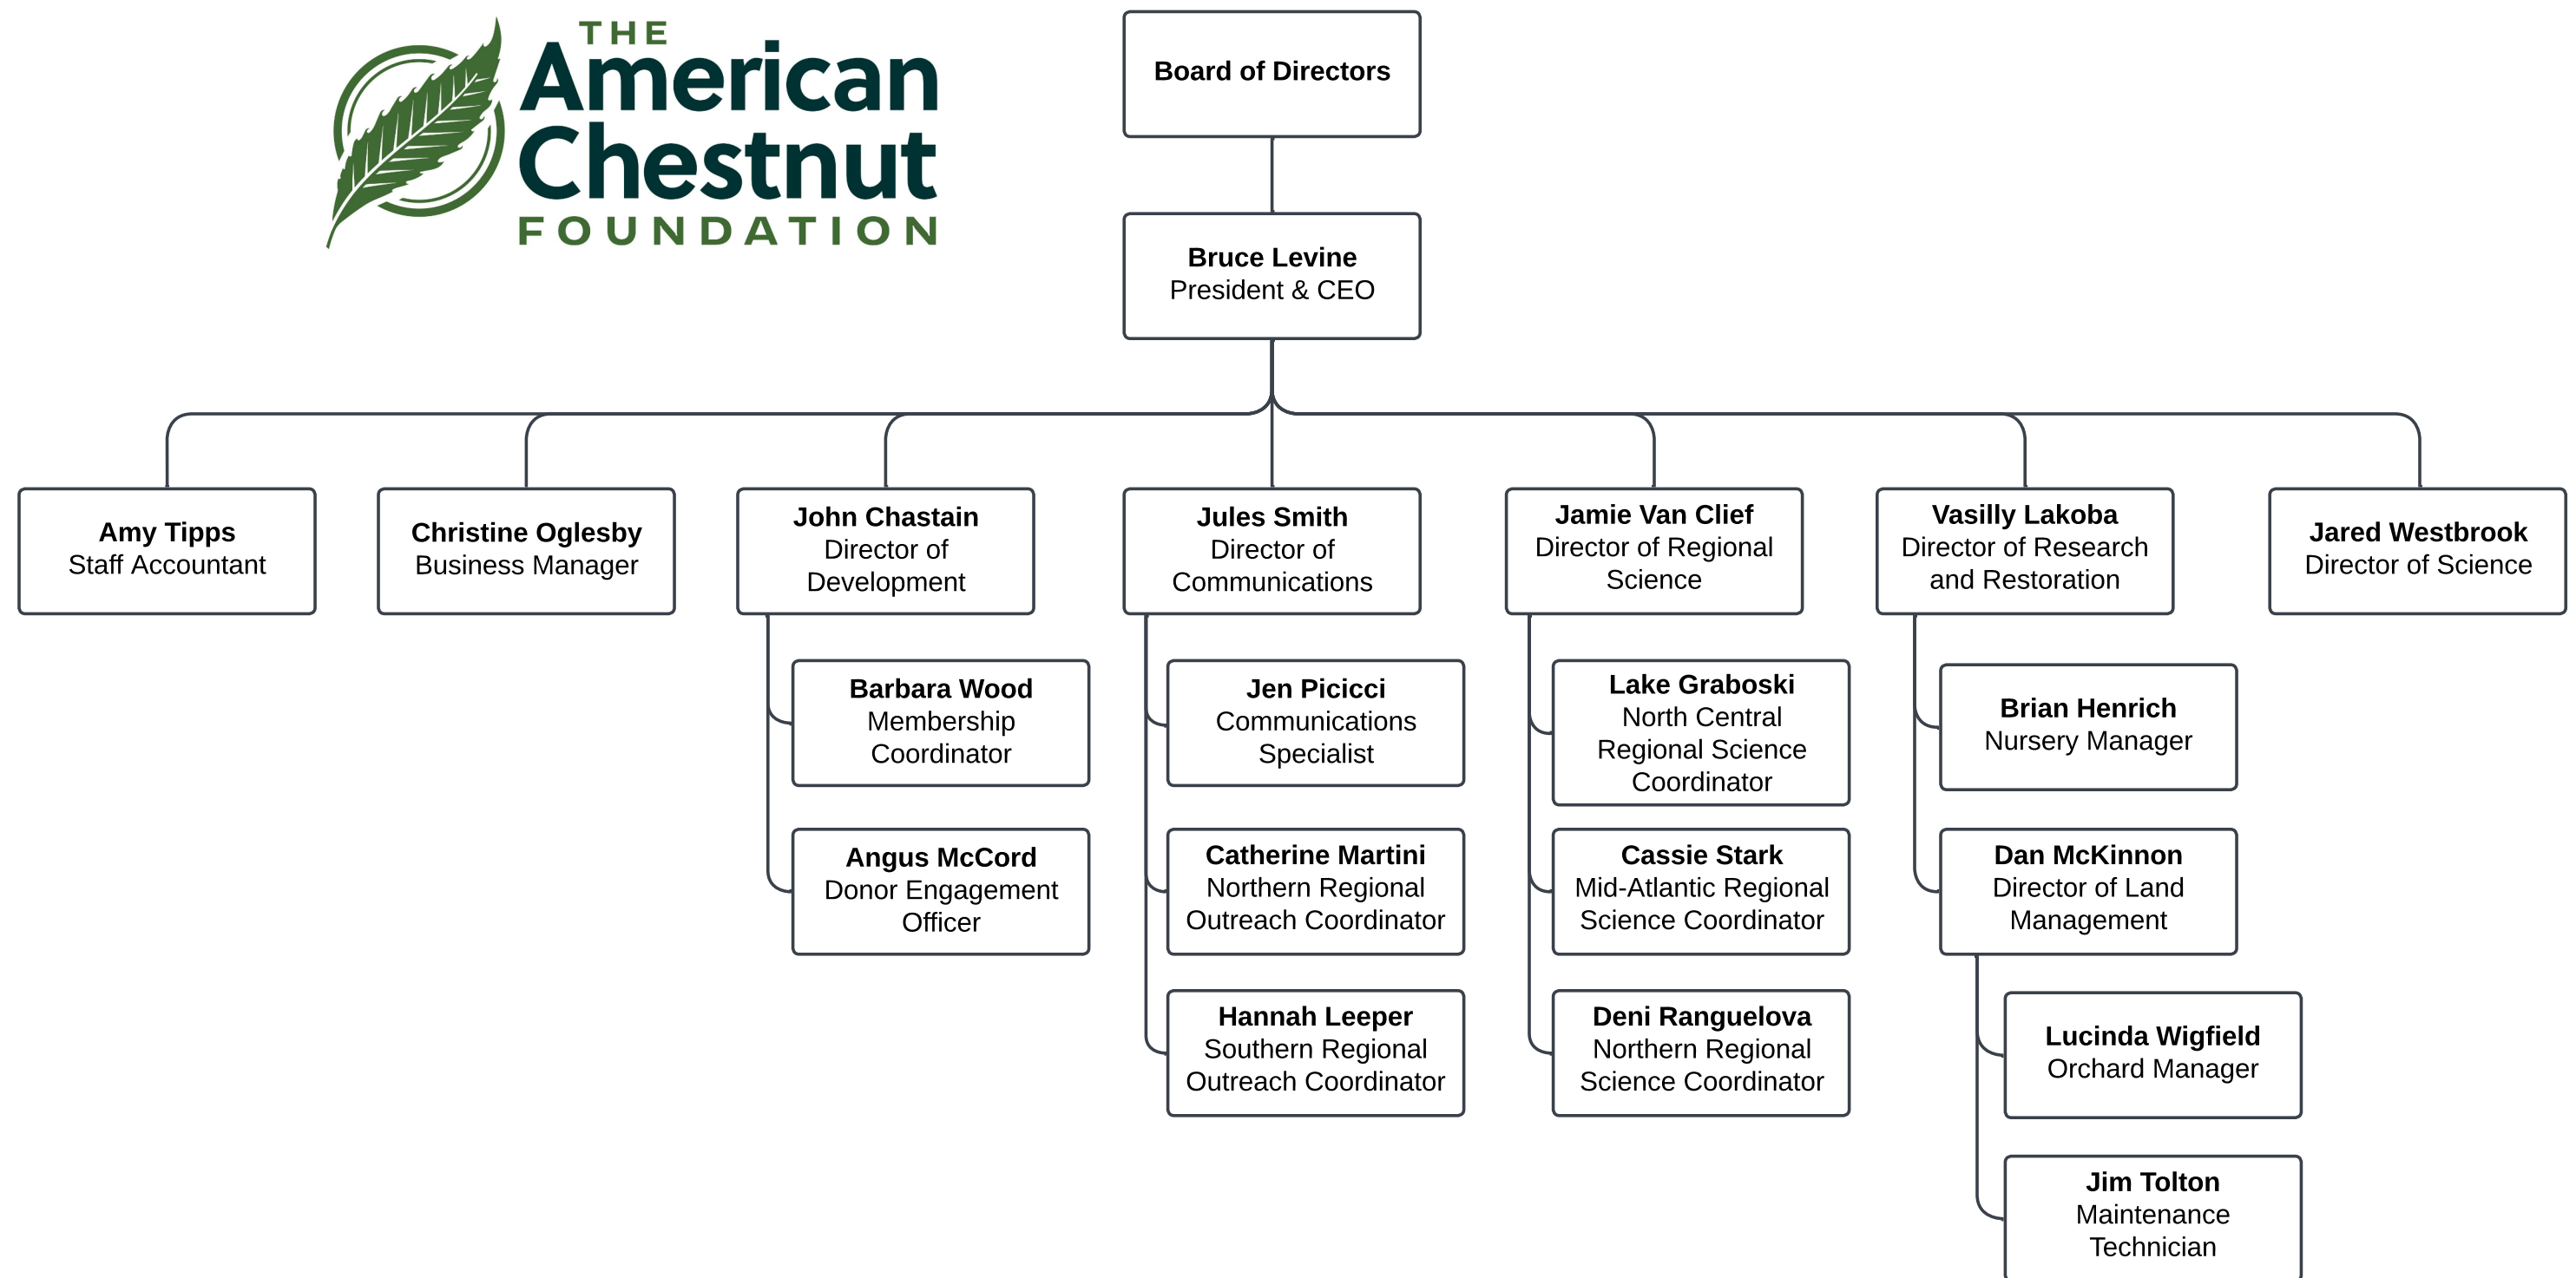 THE
American
Chestnut
FOUNDATION
Board of Directors
Bruce Levine
President & CEO
Amy Tipps
Staff Accountant
Christine Oglesby
Business Manager
John Chastain
Director of
Development
Jules Smith
Director of
Communications
Jamie Van Clief
Director of Regional
Science
Vasilly Lakoba
Director of Research
and Restoration
Jared Westbrook
Director of Science
Barbara Wood
Membership
Coordinator
Angus McCord
Donor Engagement
Officer
Jen Picicci
Communications
Specialist
Catherine Martini
Northern Regional
Outreach Coordinator
Hannah Leeper
Southern Regional
Outreach Coordinator
Lake Graboski
North Central
Regional Science
Coordinator
Cassie Stark
Mid-Atlantic Regional
Science Coordinator
Deni Ranguelova
Northern Regional
Science Coordinator
Brian Henrich
Nursery Manager
Dan McKinnon
Director of Land
Management
Lucinda Wigfield
Orchard Manager
Jim Tolton
Maintenance
Technician